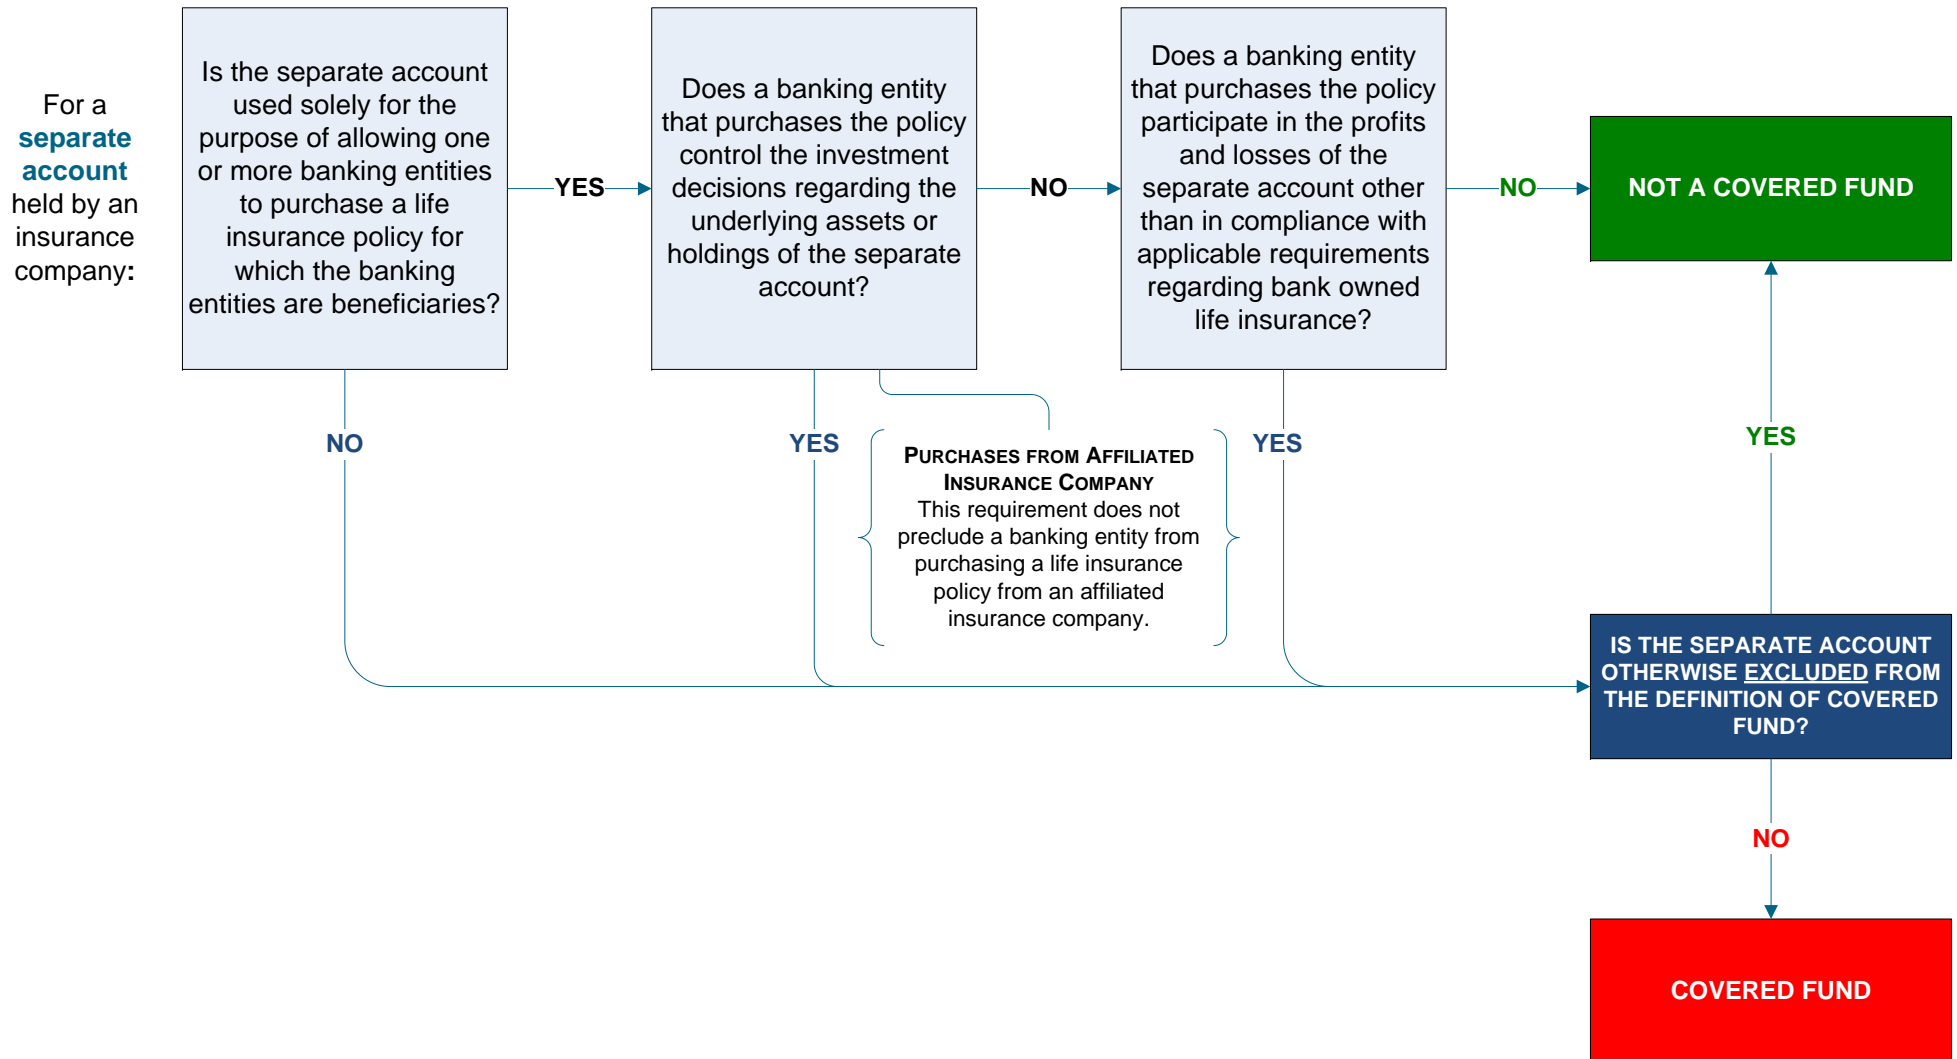 For a
separate
account
held by an
insurance
company:
Is the separate account
used solely for the
purpose of allowing one
or more banking entities
to purchase a life
insurance policy for
which the banking
entities are beneficiaries?
YES
Does a banking entity
that purchases the policy
control the investment
decisions regarding the
underlying assets or
holdings of the separate
account?
NO
Does a banking entity
that purchases the policy
participate in the profits
and losses of the
separate account other
than in compliance with
applicable requirements
regarding bank owned
life insurance?
NO
NOT A COVERED FUND
NO
YES
PURCHASES FROM AFFILIATED
INSURANCE COMPANY
This requirement does not
preclude a banking entity from
purchasing a life insurance
policy from an affiliated
insurance company.
YES
YES
IS THE SEPARATE ACCOUNT
OTHERWISE EXCLUDED FROM
THE DEFINITION OF COVERED
FUND?
NO
COVERED FUND